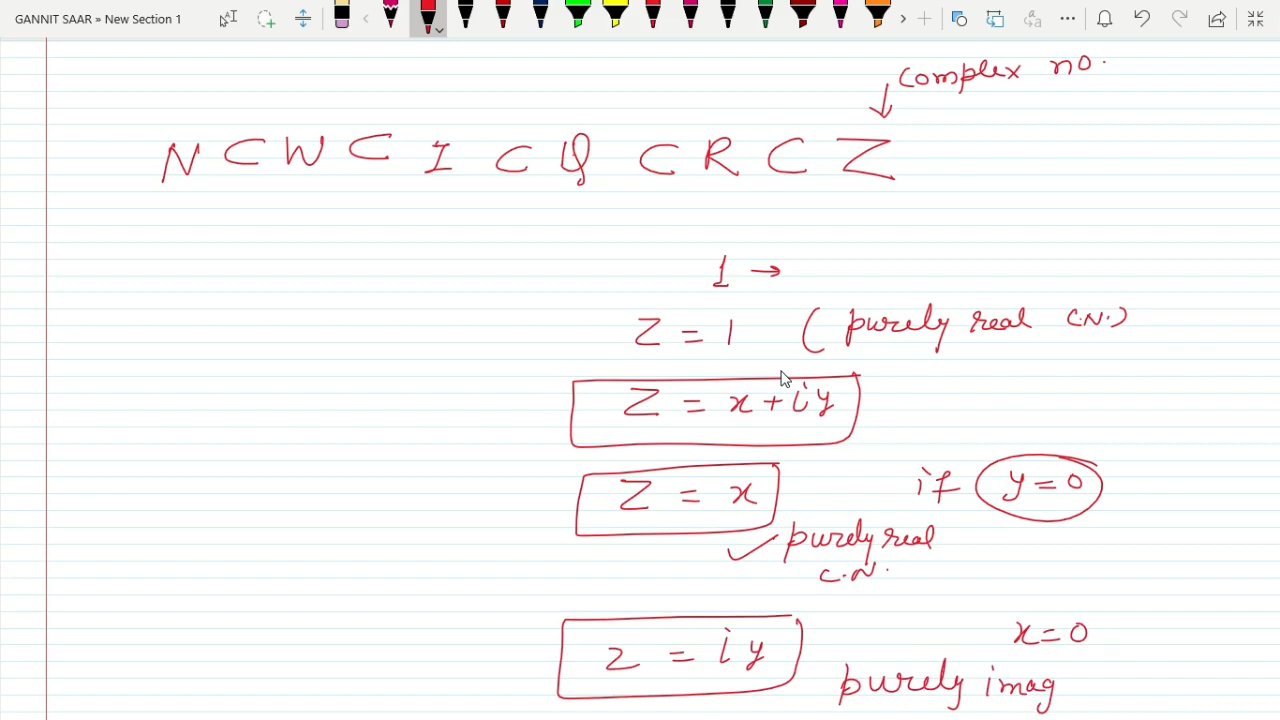 GANNIT SAAR » New Section 1
complex no.
N ⊂ W ⊂ I ⊂ Q ⊂ R ⊂ Z
1 →
Z = 1 ( purely real C.N.)
Z = x + iy
Z = x if y = 0
purely real
C.N.
z = iy x = 0
purely imag